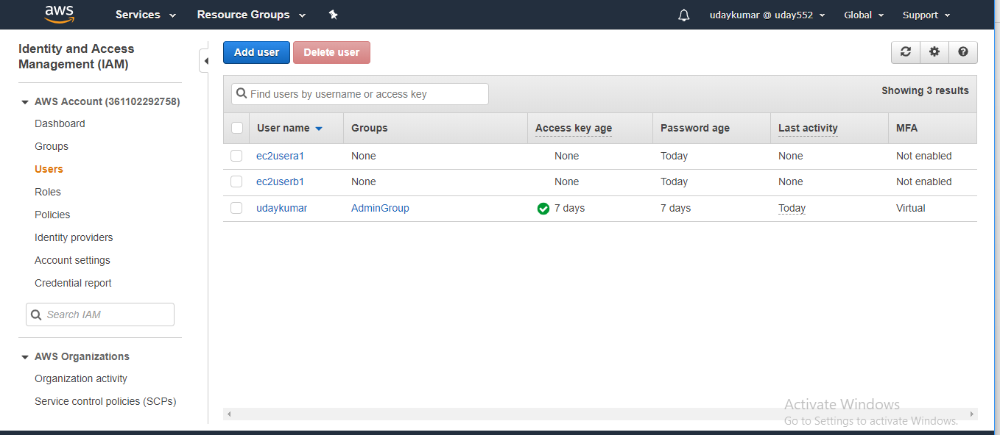 aws Services Resource Groups udaykumar @ uday552 Global Support
Identity and Access
Management (IAM)
AWS Account (361102292758)
Dashboard
Groups
Users
Roles
Policies
Identity providers
Account settings
Credential report
Search IAM
AWS Organizations
Organization activity
Service control policies (SCPs)
Add user Delete user
Find users by username or access key Showing 3 results
User name Groups Access key age Password age Last activity MFA
ec2usera1 None None Today None Not enabled
ec2userb1 None None Today None Not enabled
udaykumar AdminGroup 7 days 7 days Today Virtual
Activate Windows
Go to Settings to activate Windows.